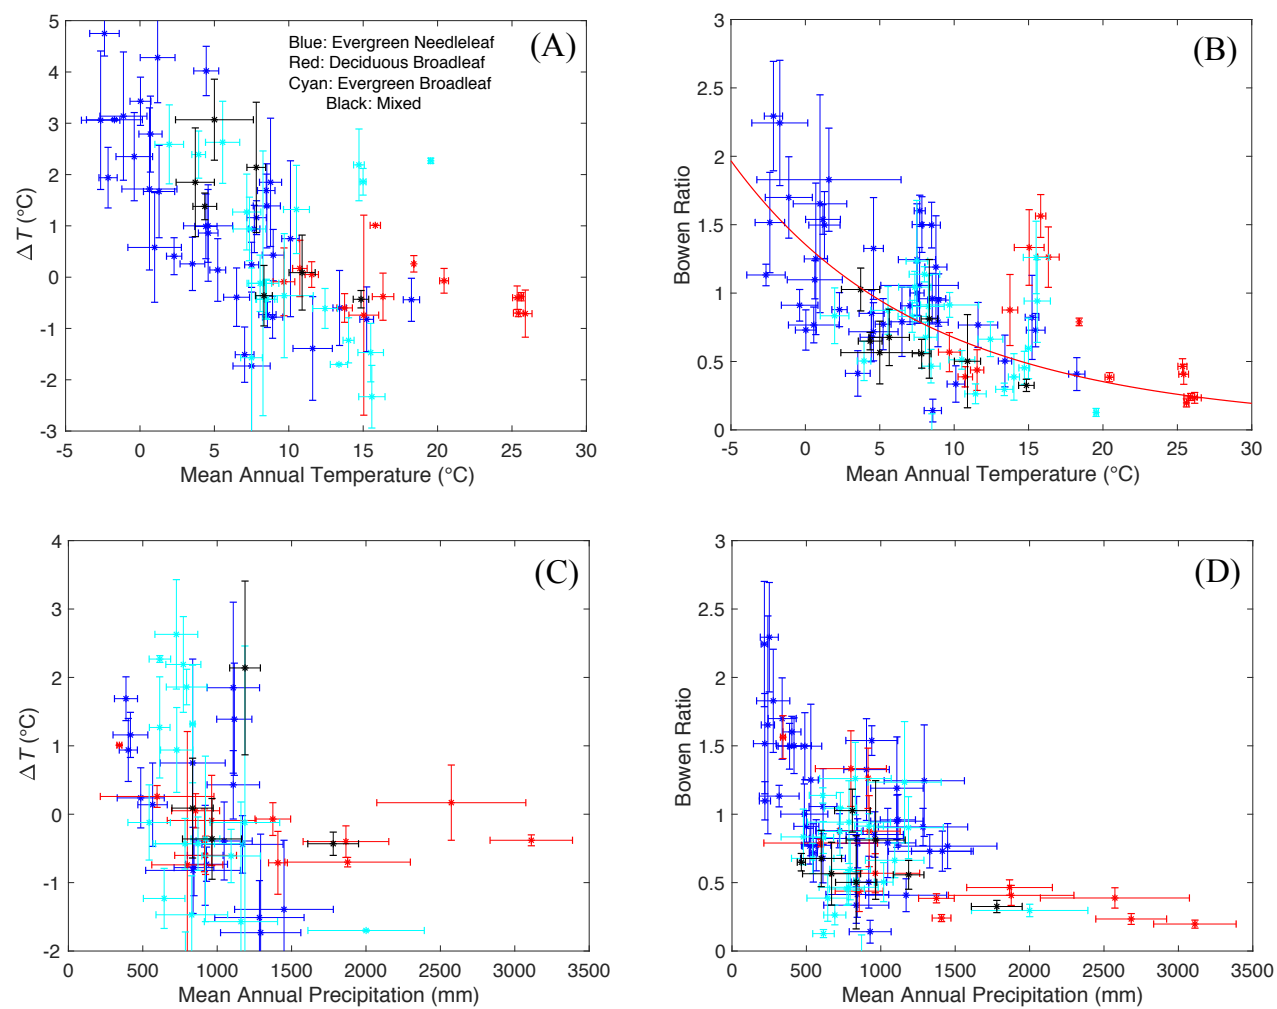 (A)
Blue: Evergreen Needleleaf
Red: Deciduous Broadleaf
Cyan: Evergreen Broadleaf
Black: Mixed
5
4
3
2
1
0
-1
-2
-3
Δ T (°C)
-5 0 5 10 15 20 25 30
Mean Annual Temperature (°C)
(B)
3
2.5
2
1.5
1
0.5
0
Bowen Ratio
-5 0 5 10 15 20 25 30
Mean Annual Temperature (°C)
(C)
4
3
2
1
0
-1
-2
Δ T (°C)
0 500 1000 1500 2000 2500 3000 3500
Mean Annual Precipitation (mm)
(D)
3
2.5
2
1.5
1
0.5
0
Bowen Ratio
0 500 1000 1500 2000 2500 3000 3500
Mean Annual Precipitation (mm)